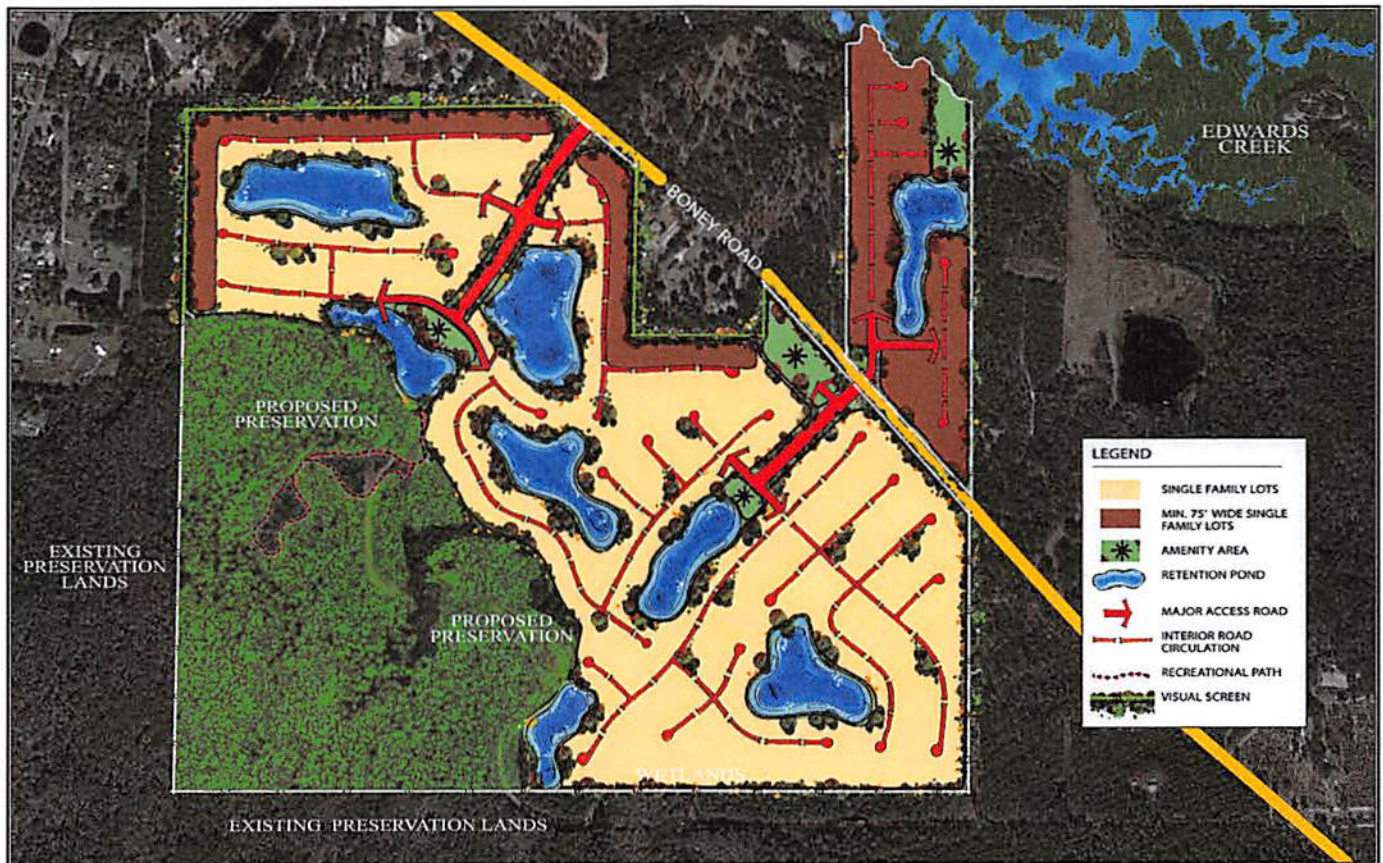 EDWARDS
CREEK
BONEY ROAD
PROPOSED
PRESERVATION
EXISTING
PRESERVATION
LANDS
PROPOSED
PRESERVATION
WETLANDS
EXISTING PRESERVATION LANDS
LEGEND
SINGLE FAMILY LOTS
MIN. 75' WIDE SINGLE
FAMILY LOTS
AMENITY AREA
RETENTION POND
MAJOR ACCESS ROAD
INTERIOR ROAD
CIRCULATION
RECREATIONAL PATH
VISUAL SCREEN